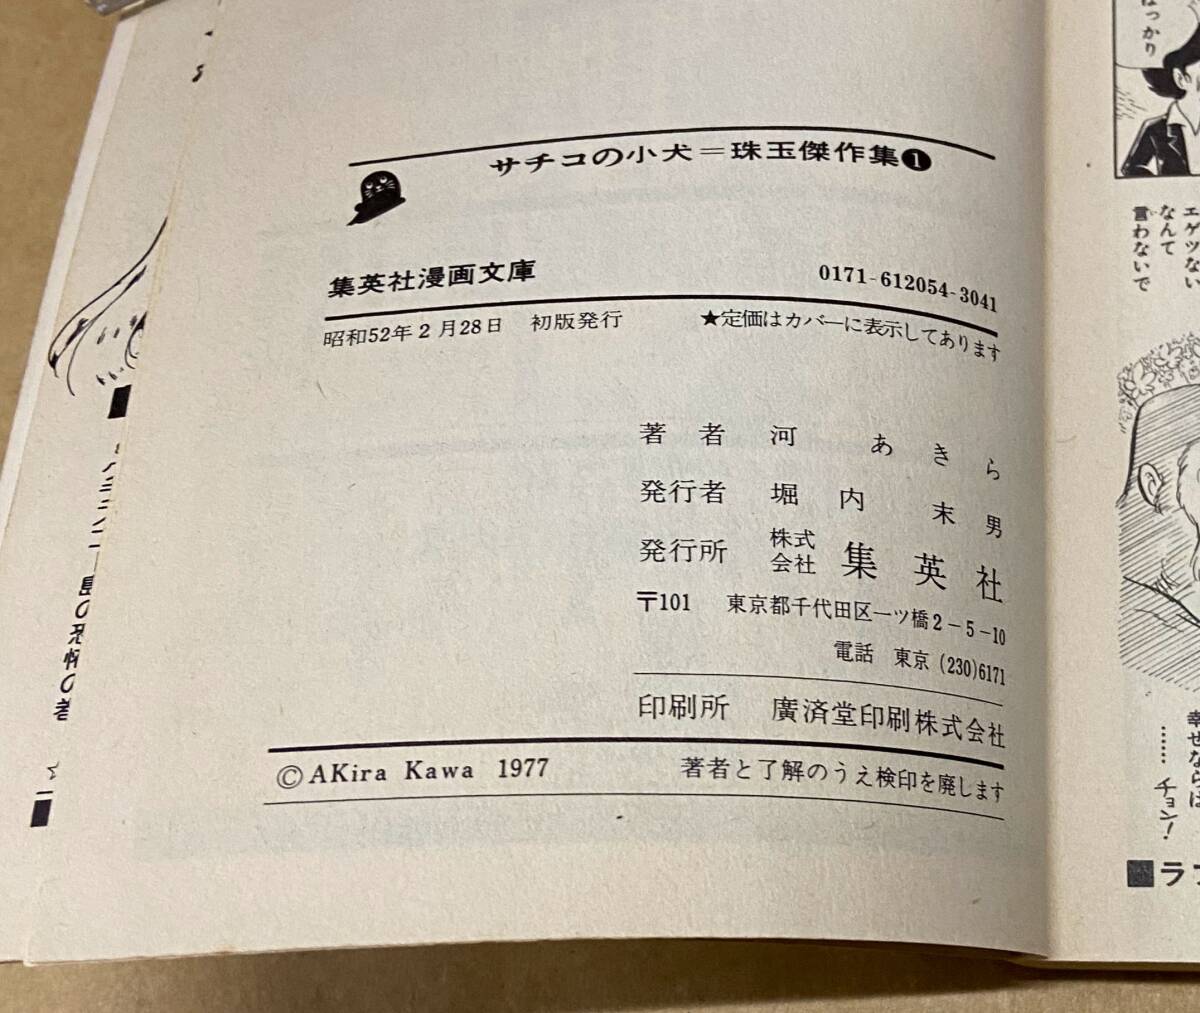 サチコの小犬=珠玉傑作集❶
集英社漫画文庫
0171-612054-3041
昭和52年2月28日 初版発行
★定価はカバーに表示してあります
著者 河あきら
発行者 堀内末男
発行所 株式会社 集英社
〒101 東京都千代田区一ツ橋2-5-10
電話 東京(230)6171
印刷所 廣済堂印刷株式会社
©AKira Kawa 1977
著者と了解のうえ検印を廃します
ばっかり
エゲツない
なんて
言わないで
幸せならば
……チョン!
島の恐怖の巻